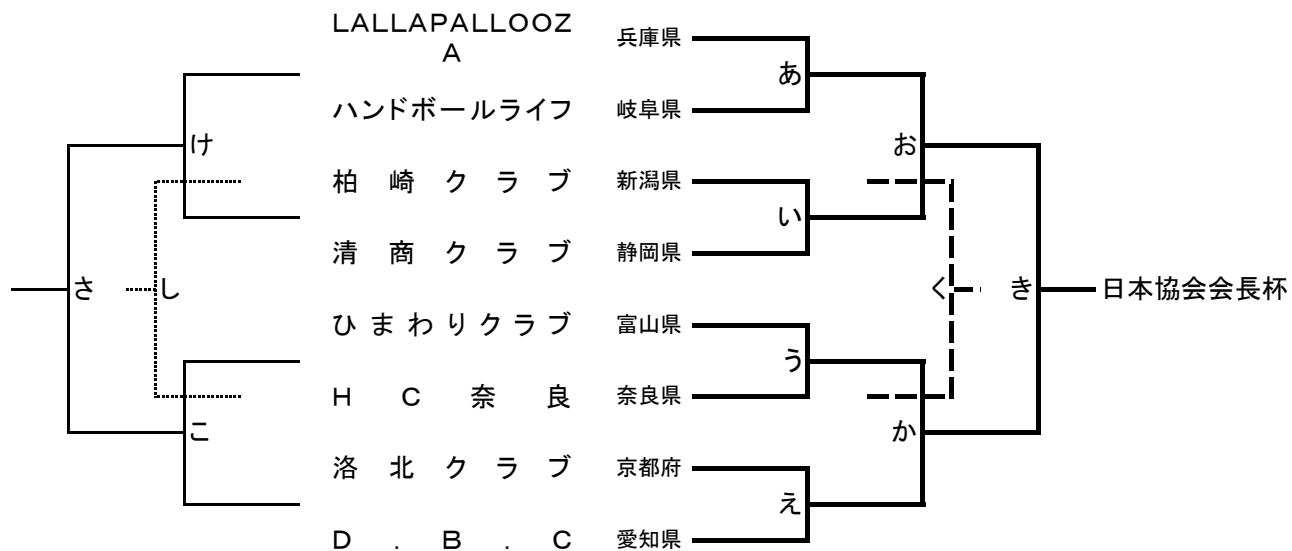 LALLAPALLOOZ
A
兵庫県
あ
ハンドボールライフ 岐阜県
け
お
柏崎クラブ 新潟県
い
清商クラブ 静岡県
さ し く き 日本協会会長杯
ひまわりクラブ 富山県
う
HC奈良 奈良県
こ
か
洛北クラブ 京都府
え
D.B.C 愛知県